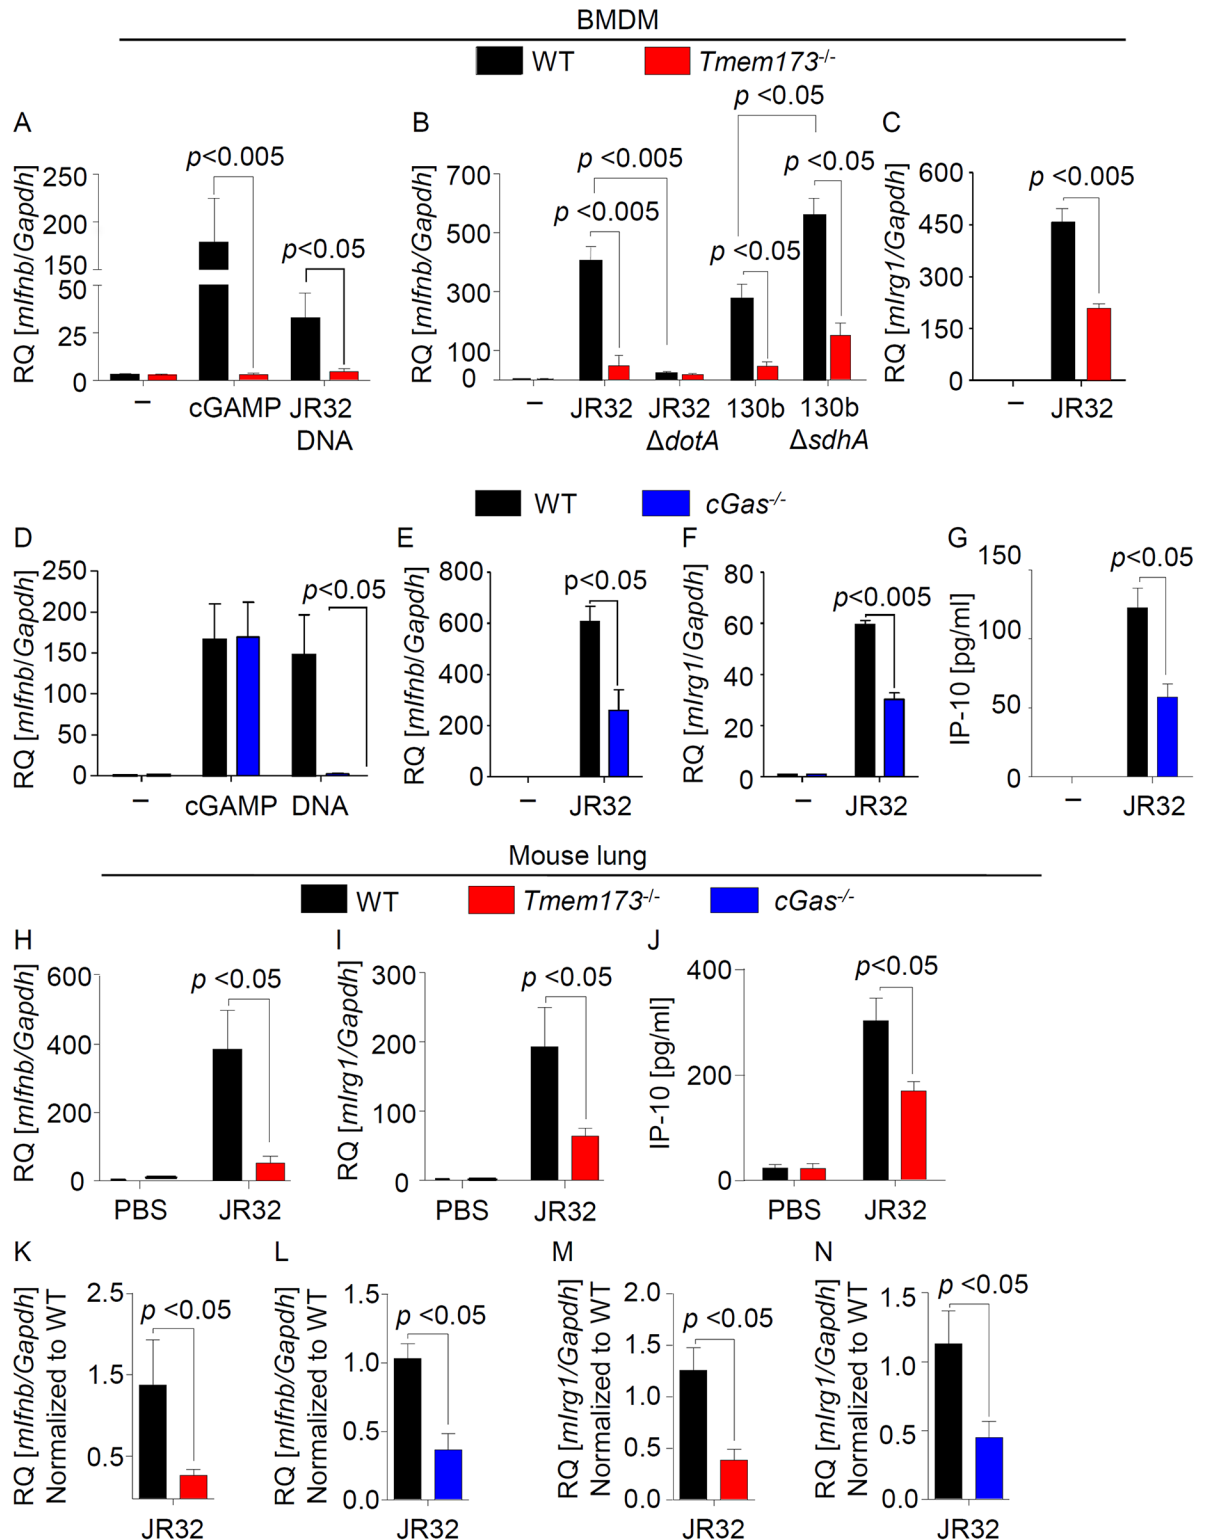 BMDM
WT Tmem173-/-
A
RQ [mIfnb/Gapdh]
250
200
150
50
25
0
p<0.005
p<0.05
– cGAMP JR32
DNA
B
RQ [mIfnb/Gapdh]
700
500
300
100
0
p <0.05
p <0.005
p <0.05
p <0.005
p <0.05
– JR32 JR32 130b 130b
ΔdotA ΔsdhA
C
RQ [mIrg1/Gapdh]
600
450
300
150
0
p <0.005
– JR32
WT cGas-/-
D
RQ [mIfnb/Gapdh]
250
200
150
100
50
0
p<0.05
– cGAMP DNA
E
RQ [mIfnb/Gapdh]
800
600
400
200
0
p<0.05
– JR32
F
RQ [mIrg1/Gapdh]
80
60
40
20
0
p<0.005
– JR32
G
IP-10 [pg/ml]
150
100
50
0
p<0.05
– JR32
Mouse lung
WT Tmem173-/- cGas-/-
H
RQ [mIfnb/Gapdh]
600
400
200
0
p <0.05
PBS JR32
I
RQ [mIrg1/Gapdh]
300
200
100
0
p <0.05
PBS JR32
J
IP-10 [pg/ml]
400
200
0
p<0.05
PBS JR32
K
RQ [mIfnb/Gapdh]
Normalized to WT
2.5
1.5
0.5
p <0.05
JR32
L
RQ [mIfnb/Gapdh]
Normalized to WT
1.5
1.0
0.5
0.0
p <0.05
JR32
M
RQ [mIrg1/Gapdh]
Normalized to WT
2.0
1.5
1.0
0.5
0.0
p <0.05
JR32
N
RQ [mIrg1/Gapdh]
Normalized to WT
1.5
1.0
0.5
0.0
p <0.05
JR32